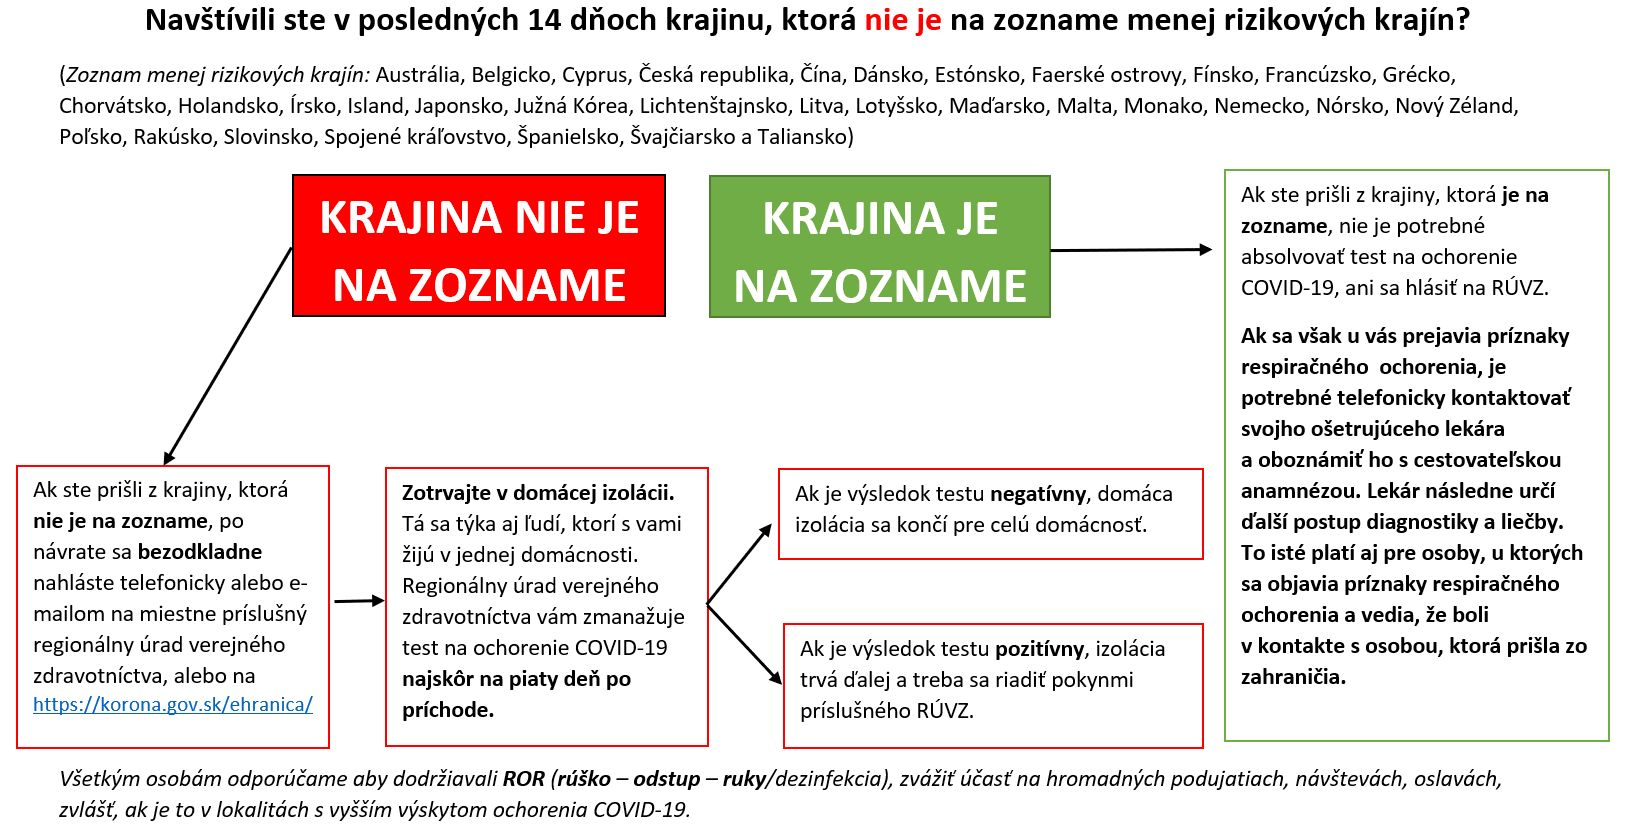 Navštívili ste v posledných 14 dňoch krajinu, ktorá nie je na zozname menej rizikových krajín?
(Zoznam menej rizikových krajín: Austrália, Belgicko, Cyprus, Česká republika, Čína, Dánsko, Estónsko, Faerské ostrovy, Fínsko, Francúzsko, Grécko,
Chorvátsko, Holandsko, Írsko, Island, Japonsko, Južná Kórea, Lichtenštajnsko, Litva, Lotyšsko, Maďarsko, Malta, Monako, Nemecko, Nórsko, Nový Zéland,
Poľsko, Rakúsko, Slovinsko, Spojené kráľovstvo, Španielsko, Švajčiarsko a Taliansko)
KRAJINA NIE JE
NA ZOZNAME
KRAJINA JE
NA ZOZNAME
Ak ste prišli z krajiny, ktorá je na
zozname, nie je potrebné
absolvovať test na ochorenie
COVID-19, ani sa hlásiť na RÚVZ.
Ak sa však u vás prejavia príznaky
respiračného ochorenia, je
potrebné telefonicky kontaktovať
svojho ošetrujúceho lekára
a oboznámiť ho s cestovateľskou
anamnézou. Lekár následne určí
ďalší postup diagnostiky a liečby.
To isté platí aj pre osoby, u ktorých
sa objavia príznaky respiračného
ochorenia a vedia, že boli
v kontakte s osobou, ktorá prišla zo
zahraničia.
Ak ste prišli z krajiny, ktorá
nie je na zozname, po
návrate sa bezodkladne
nahláste telefonicky alebo e-
mailom na miestne príslušný
regionálny úrad verejného
zdravotníctva, alebo na
https://korona.gov.sk/ehranica/
Zotrvajte v domácej izolácii.
Tá sa týka aj ľudí, ktorí s vami
žijú v jednej domácnosti.
Regionálny úrad verejného
zdravotníctva vám zmanažuje
test na ochorenie COVID-19
najskôr na piaty deň po
príchode.
Ak je výsledok testu negatívny, domáca
izolácia sa končí pre celú domácnosť.
Ak je výsledok testu pozitívny, izolácia
trvá ďalej a treba sa riadiť pokynmi
príslušného RÚVZ.
Všetkým osobám odporúčame aby dodržiavali ROR (rúško – odstup – ruky/dezinfekcia), zvážiť účasť na hromadných podujatiach, návštevách, oslavách,
zvlášť, ak je to v lokalitách s vyšším výskytom ochorenia COVID-19.